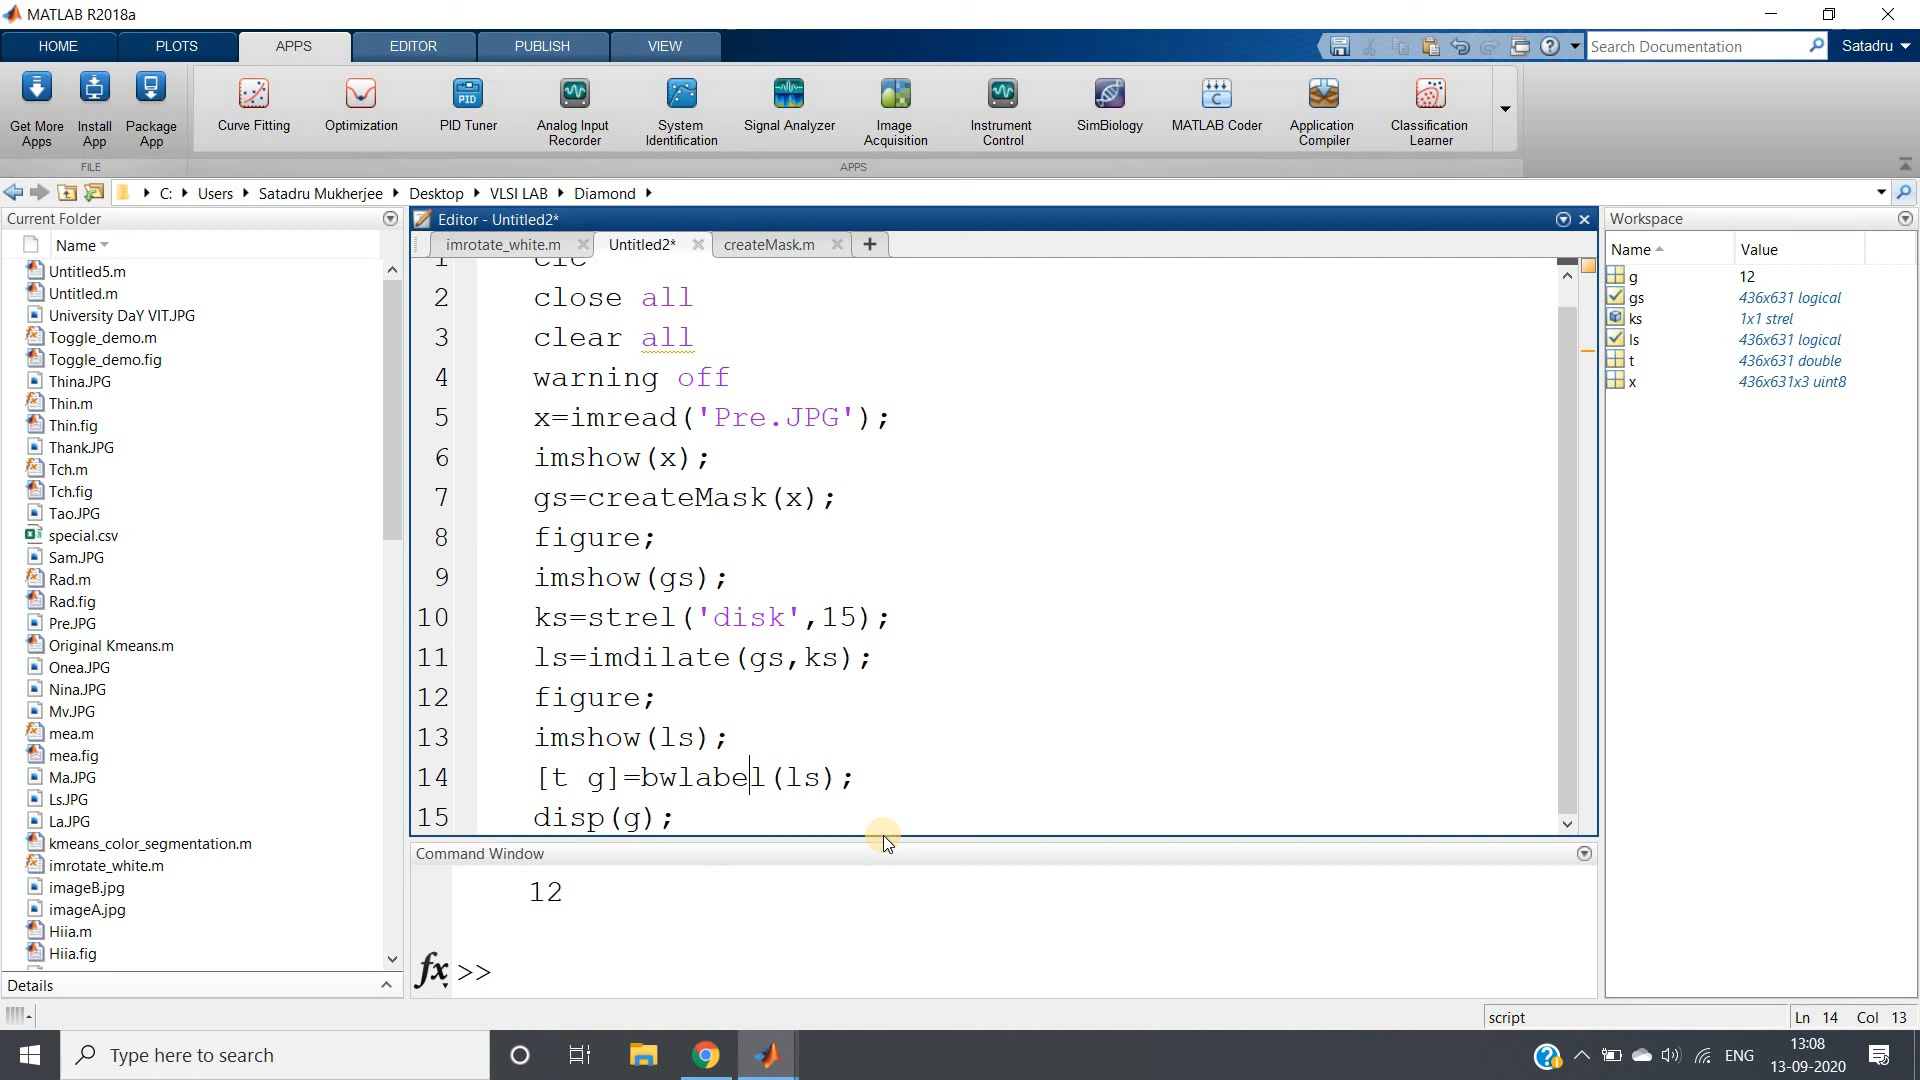 MATLAB R2018a
HOME PLOTS APPS EDITOR PUBLISH VIEW
Search Documentation
Satadru
Get More Apps
Install App
Package App
Curve Fitting
Optimization
PID Tuner
Analog Input Recorder
System Identification
Signal Analyzer
Image Acquisition
Instrument Control
SimBiology
MATLAB Coder
Application Compiler
Classification Learner
FILE
APPS
C: Users Satadru Mukherjee Desktop VLSI LAB Diamond
Current Folder
Name
Untitled5.m
Untitled.m
University DaY VIT.JPG
Toggle_demo.m
Toggle_demo.fig
Thina.JPG
Thin.m
Thin.fig
Thank.JPG
Tch.m
Tch.fig
Tao.JPG
special.csv
Sam.JPG
Rad.m
Rad.fig
Pre.JPG
Original Kmeans.m
Onea.JPG
Nina.JPG
Mv.JPG
mea.m
mea.fig
Ma.JPG
Ls.JPG
La.JPG
kmeans_color_segmentation.m
imrotate_white.m
imageB.jpg
imageA.jpg
Hiia.m
Hiia.fig
Details
Editor - Untitled2*
imrotate_white.m Untitled2* createMask.m
1 clc
2 close all
3 clear all
4 warning off
5 x=imread('Pre.JPG');
6 imshow(x);
7 gs=createMask(x);
8 figure;
9 imshow(gs);
10 ks=strel('disk',15);
11 ls=imdilate(gs,ks);
12 figure;
13 imshow(ls);
14 [t g]=bwlabel(ls);
15 disp(g);
Command Window
12
fx >>
Workspace
Name Value
g 12
gs 436x631 logical
ks 1x1 strel
ls 436x631 logical
t 436x631 double
x 436x631x3 uint8
script
Ln 14 Col 13
Type here to search
ENG
13:08
13-09-2020